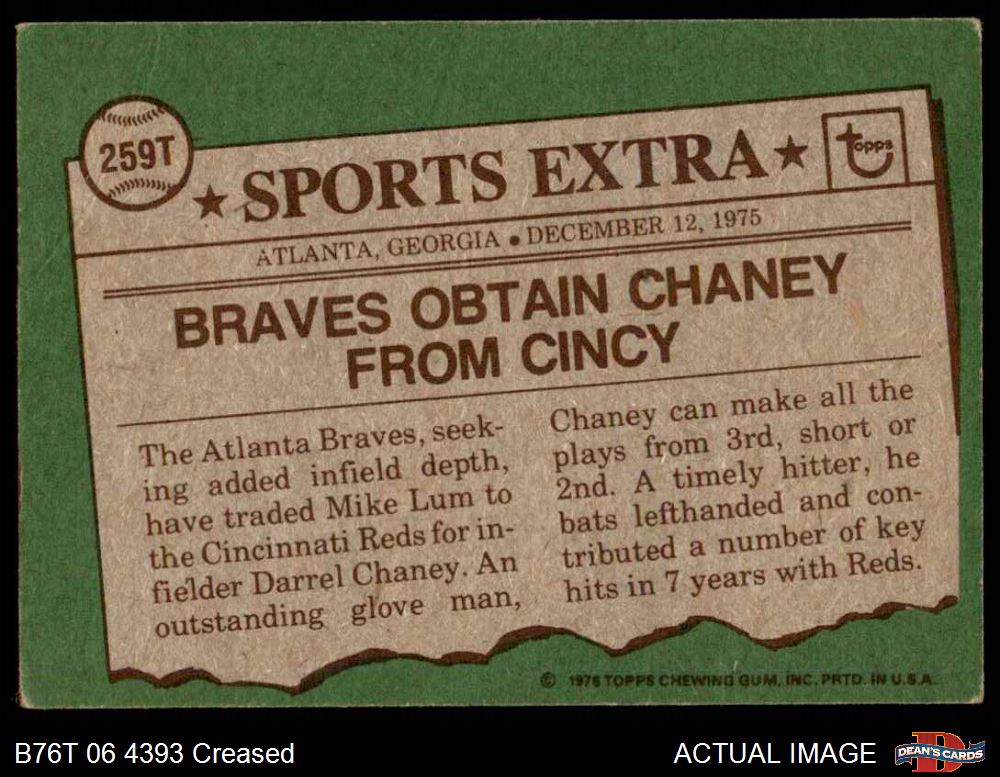 259T
★ SPORTS EXTRA ★
topps
ATLANTA, GEORGIA • DECEMBER 12, 1975
BRAVES OBTAIN CHANEY
FROM CINCY
The Atlanta Braves, seek-
ing added infield depth,
have traded Mike Lum to
the Cincinnati Reds for in-
fielder Darrel Chaney. An
outstanding glove man,
Chaney can make all the
plays from 3rd, short or
2nd. A timely hitter, he
bats lefthanded and con-
tributed a number of key
hits in 7 years with Reds.
© 1976 TOPPS CHEWING GUM, INC. PRTD. IN U.S.A.
B76T 06 4393 Creased
ACTUAL IMAGE
DEAN'S CARDS